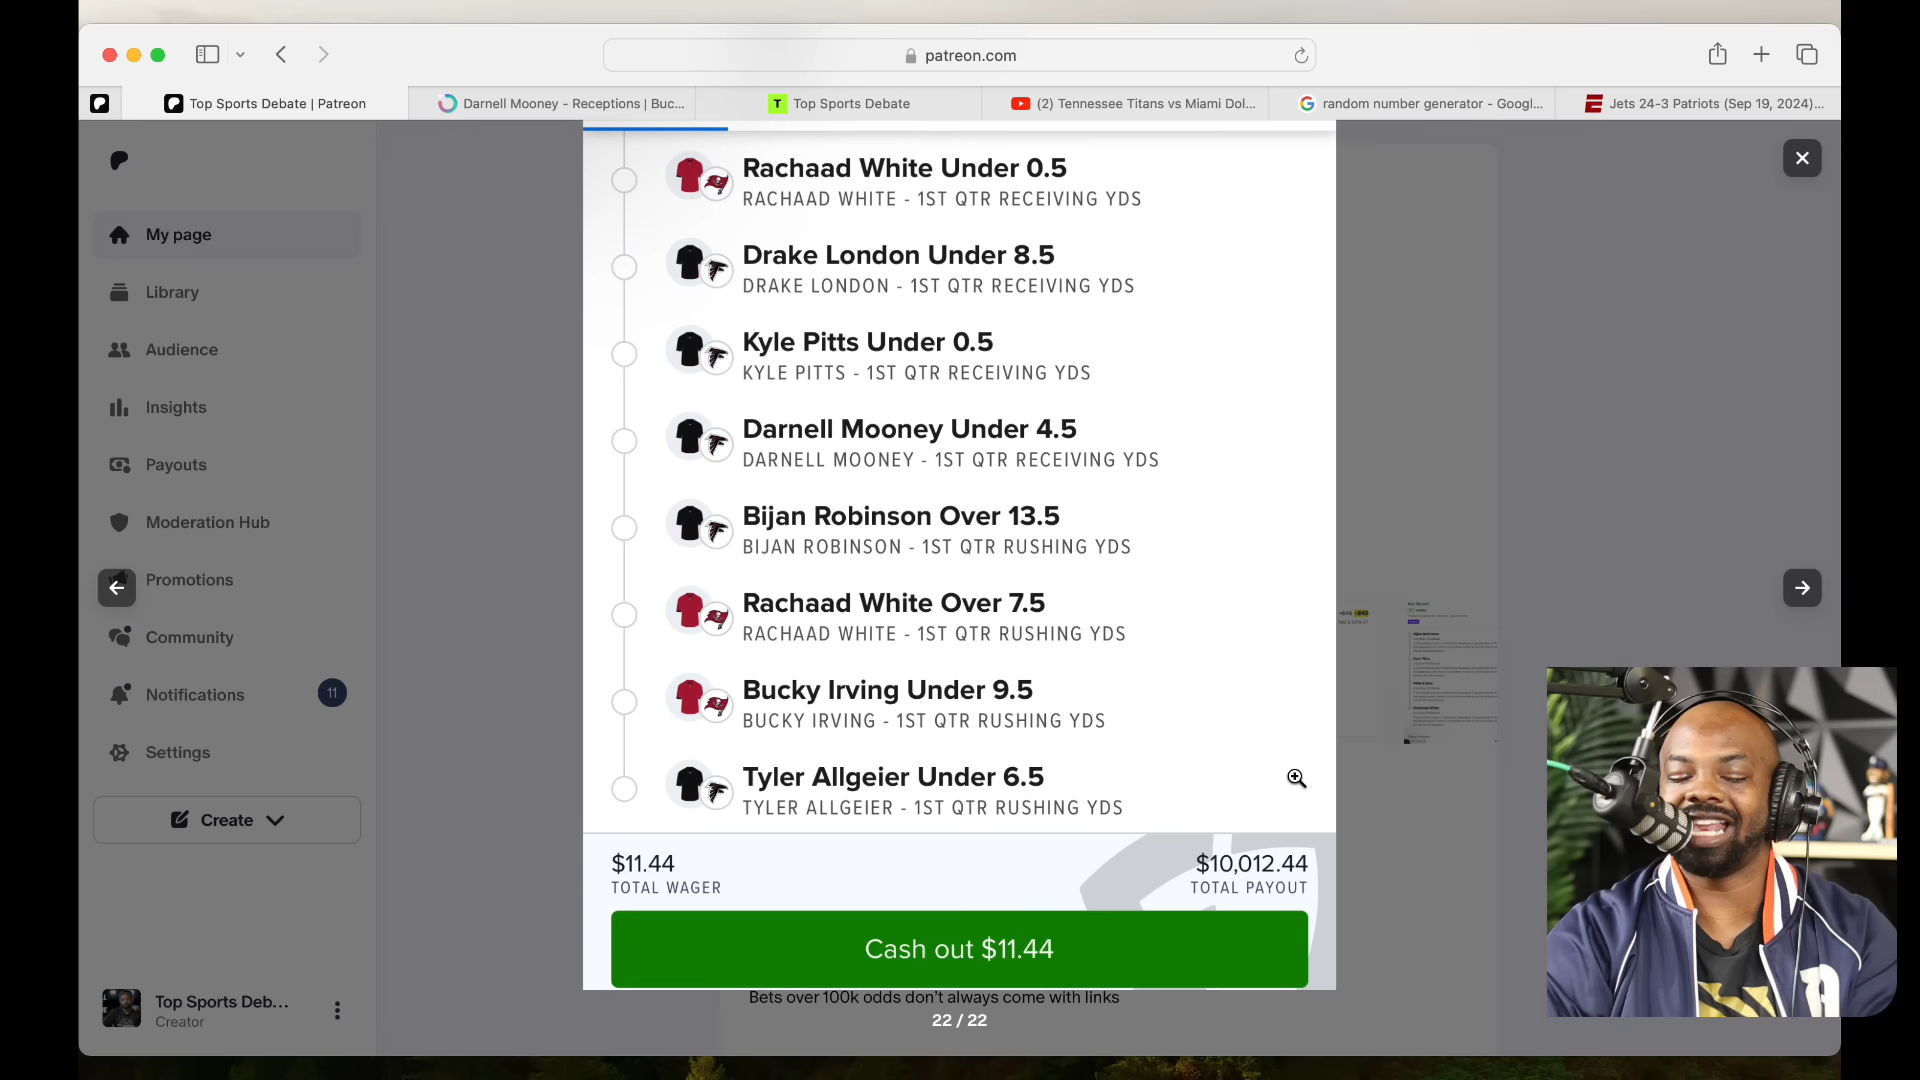 patreon.com
Top Sports Debate | Patreon
Darnell Mooney - Receptions | Buc...
Top Sports Debate
(2) Tennessee Titans vs Miami Dol...
random number generator - Googl...
Jets 24-3 Patriots (Sep 19, 2024)...
My page
Library
Audience
Insights
Payouts
Moderation Hub
Promotions
Community
Notifications
11
Settings
Create
Top Sports Deb...
Creator
Rachaad White Under 0.5
RACHAAD WHITE - 1ST QTR RECEIVING YDS
Drake London Under 8.5
DRAKE LONDON - 1ST QTR RECEIVING YDS
Kyle Pitts Under 0.5
KYLE PITTS - 1ST QTR RECEIVING YDS
Darnell Mooney Under 4.5
DARNELL MOONEY - 1ST QTR RECEIVING YDS
Bijan Robinson Over 13.5
BIJAN ROBINSON - 1ST QTR RUSHING YDS
Rachaad White Over 7.5
RACHAAD WHITE - 1ST QTR RUSHING YDS
Bucky Irving Under 9.5
BUCKY IRVING - 1ST QTR RUSHING YDS
Tyler Allgeier Under 6.5
TYLER ALLGEIER - 1ST QTR RUSHING YDS
$11.44
TOTAL WAGER
$10,012.44
TOTAL PAYOUT
Cash out $11.44
Bets over 100k odds don't always come with links
22 / 22